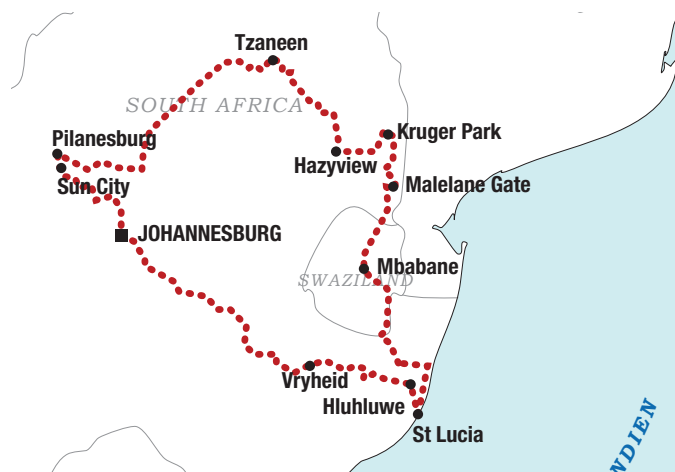 Tzaneen
SOUTH AFRICA
Pilanesburg
Kruger Park
Hazyview
Sun City
Malelane Gate
JOHANNESBURG
Mbabane
SWAZILAND
Vryheid
Hluhluwe
St Lucia
NDIEN